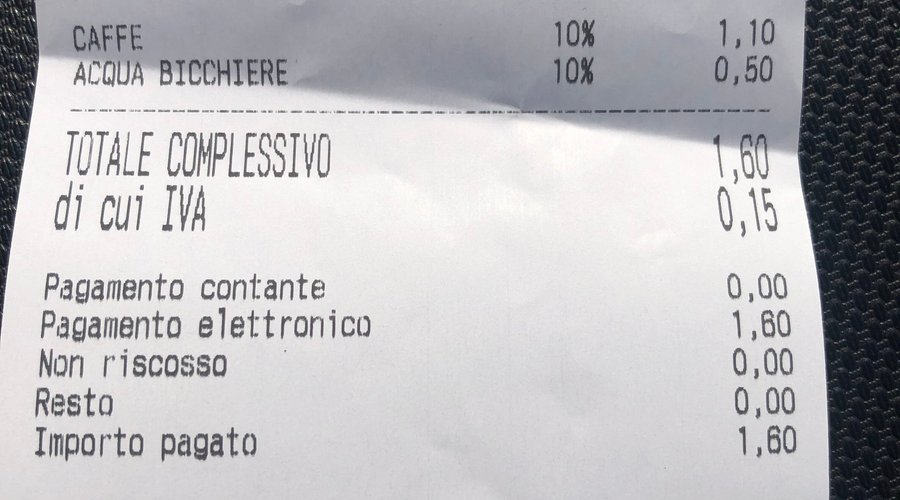 CAFFE 10% 1,10
ACQUA BICCHIERE 10% 0,50
TOTALE COMPLESSIVO 1,60
di cui IVA 0,15
Pagamento contante 0,00
Pagamento elettronico 1,60
Non riscosso 0,00
Resto 0,00
Importo pagato 1,60